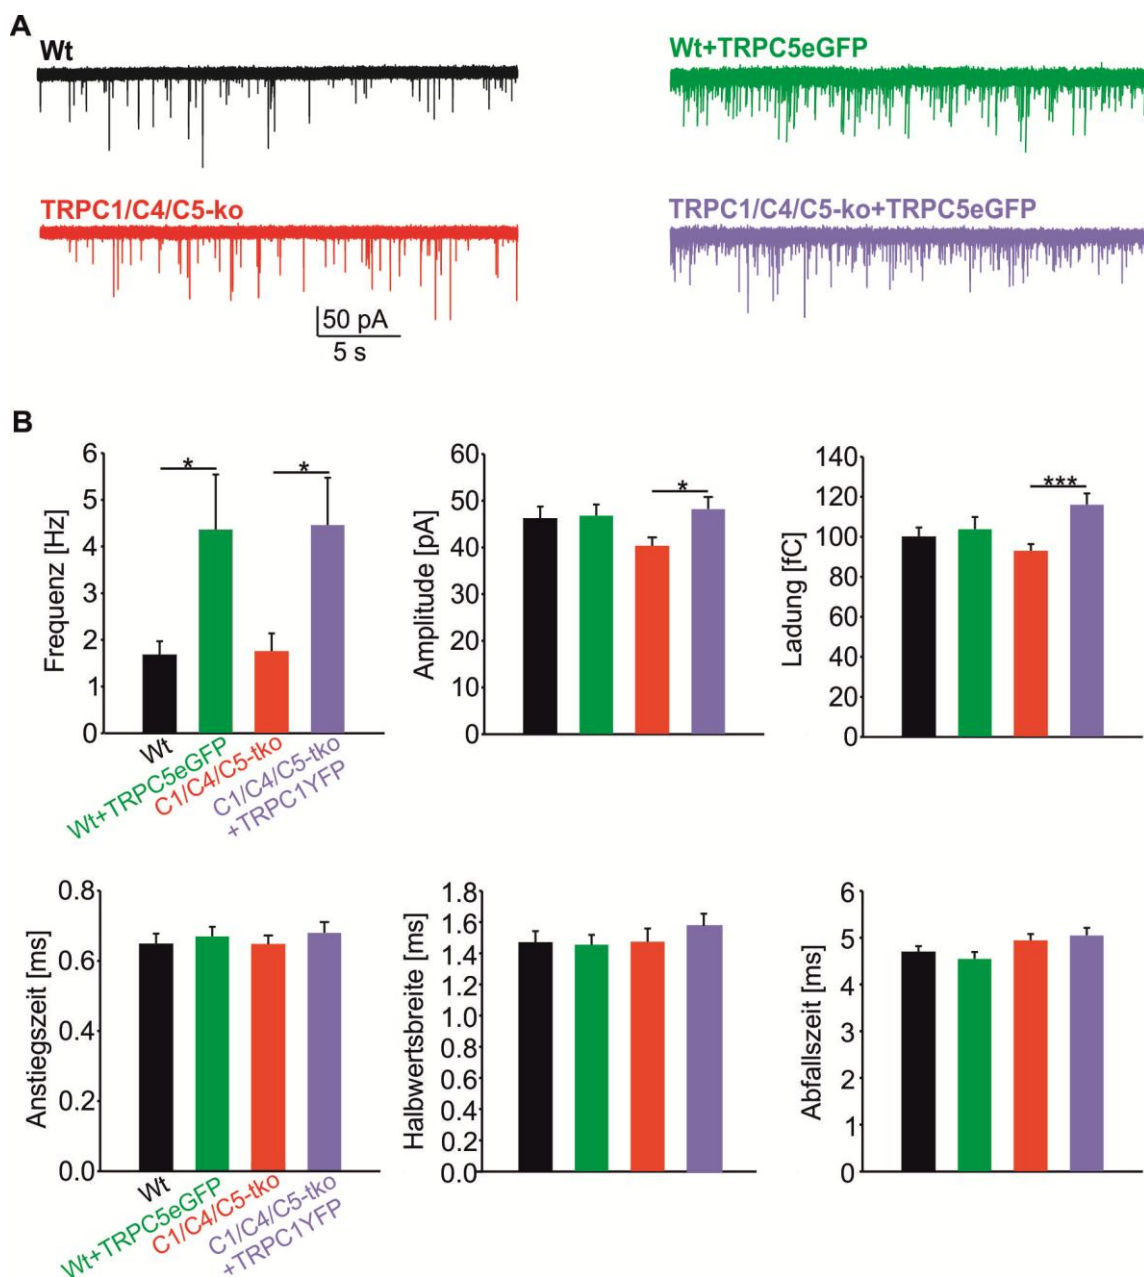 A
Wt
Wt+TRPC5eGFP
TRPC1/C4/C5-ko
TRPC1/C4/C5-ko+TRPC5eGFP
50 pA
5 s
B
Frequenz [Hz]
6
5
4
3
2
1
0
*
*
Wt
Wt+TRPC5eGFP
C1/C4/C5-tko
C1/C4/C5-tko
+TRPC1YFP
Amplitude [pA]
60
50
40
30
20
10
0
*
Ladung [fC]
140
120
100
80
60
40
20
0
***
Anstiegszeit [ms]
0.8
0.6
0.4
0.2
0.0
Wt
Wt+TRPC5eGFP
C1/C4/C5-tko
C1/C4/C5-tko
+TRPC1YFP
Halbwertsbreite [ms]
1.8
1.6
1.4
1.2
1.0
0.8
0.6
0.4
0.2
0.0
Abfallszeit [ms]
6
5
4
3
2
1
0